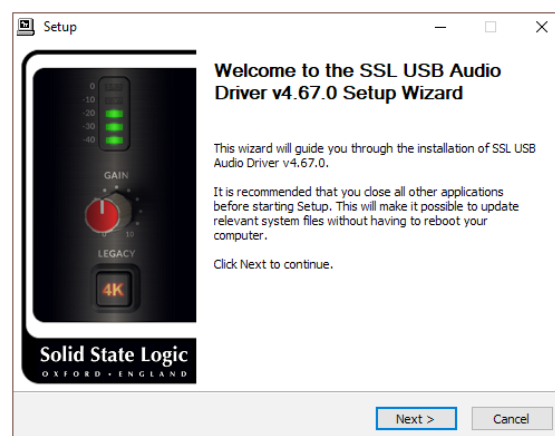 Setup
Welcome to the SSL USB Audio
Driver v4.67.0 Setup Wizard
This wizard will guide you through the installation of SSL USB
Audio Driver v4.67.0.
It is recommended that you close all other applications
before starting Setup. This will make it possible to update
relevant system files without having to reboot your
computer.
Click Next to continue.
0
-10
-20
-30
-40
GAIN
0 10
LEGACY
4K
Solid State Logic
OXFORD • ENGLAND
Next >
Cancel